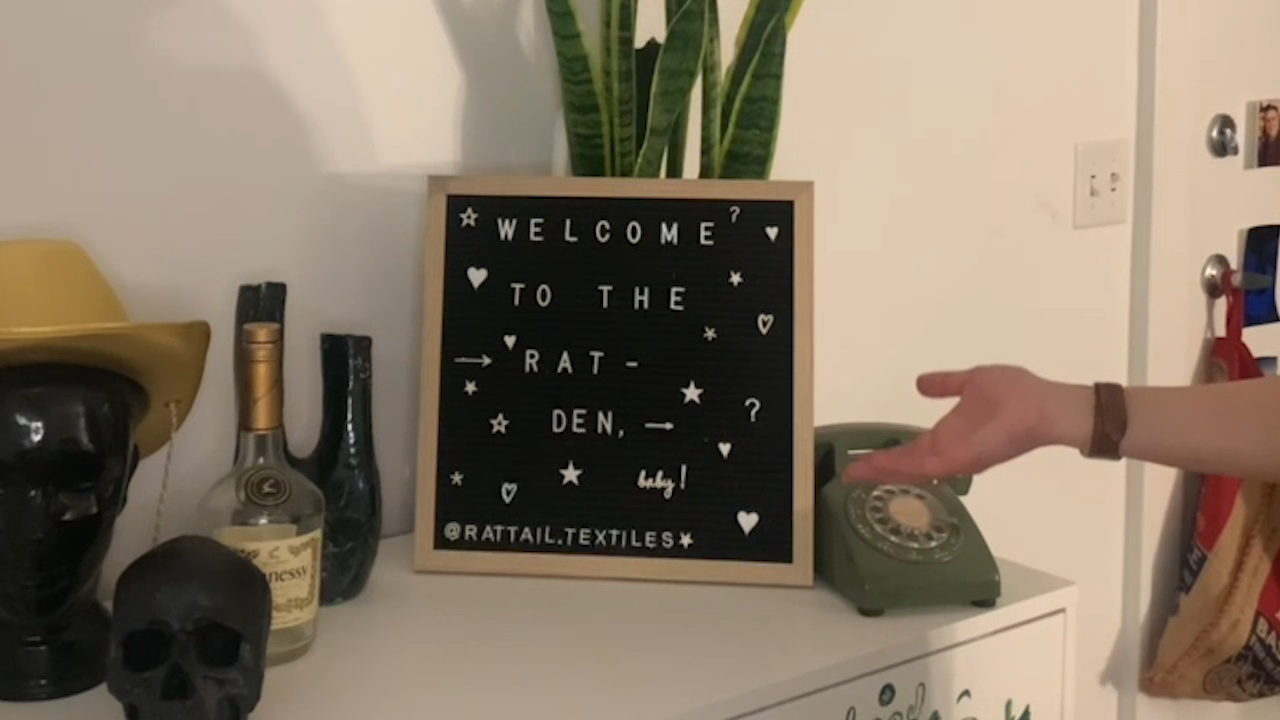 WELCOME?
TO THE
→ RAT-
DEN, →
?
baby!
@RATTAIL.TEXTILES
nessy